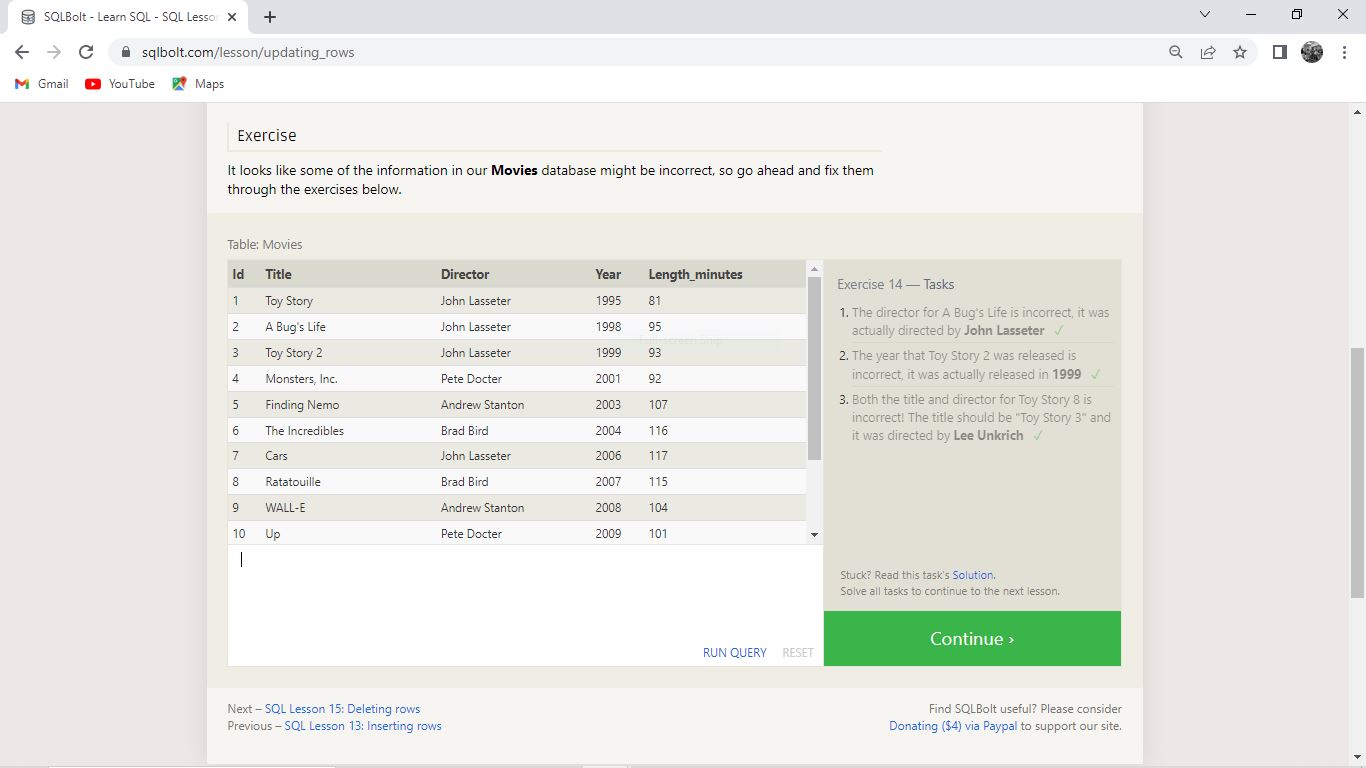 SQLBolt - Learn SQL - SQL Lesso
sqlbolt.com/lesson/updating_rows
Gmail YouTube Maps
Exercise
It looks like some of the information in our Movies database might be incorrect, so go ahead and fix them
through the exercises below.
Table: Movies
Id Title Director Year Length_minutes
1 Toy Story John Lasseter 1995 81
2 A Bug's Life John Lasseter 1998 95
3 Toy Story 2 John Lasseter 1999 93
4 Monsters, Inc. Pete Docter 2001 92
5 Finding Nemo Andrew Stanton 2003 107
6 The Incredibles Brad Bird 2004 116
7 Cars John Lasseter 2006 117
8 Ratatouille Brad Bird 2007 115
9 WALL-E Andrew Stanton 2008 104
10 Up Pete Docter 2009 101
RUN QUERY RESET
Exercise 14 — Tasks
1. The director for A Bug's Life is incorrect, it was
actually directed by John Lasseter ✓
2. The year that Toy Story 2 was released is
incorrect, it was actually released in 1999 ✓
3. Both the title and director for Toy Story 8 is
incorrect! The title should be "Toy Story 3" and
it was directed by Lee Unkrich ✓
Stuck? Read this task's Solution.
Solve all tasks to continue to the next lesson.
Continue ›
Next – SQL Lesson 15: Deleting rows
Previous – SQL Lesson 13: Inserting rows
Find SQLBolt useful? Please consider
Donating ($4) via Paypal to support our site.